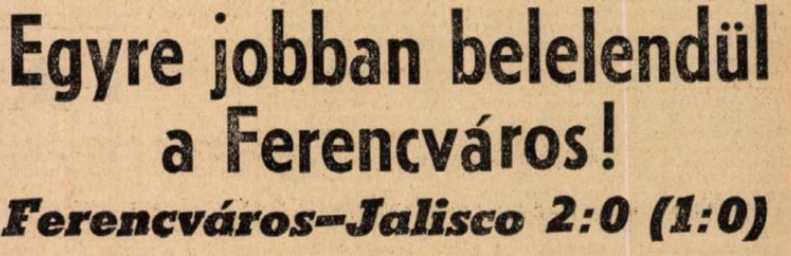 Egyre jobban belelendül
a Ferencváros!
Ferencváros–Jalisco 2:0 (1:0)